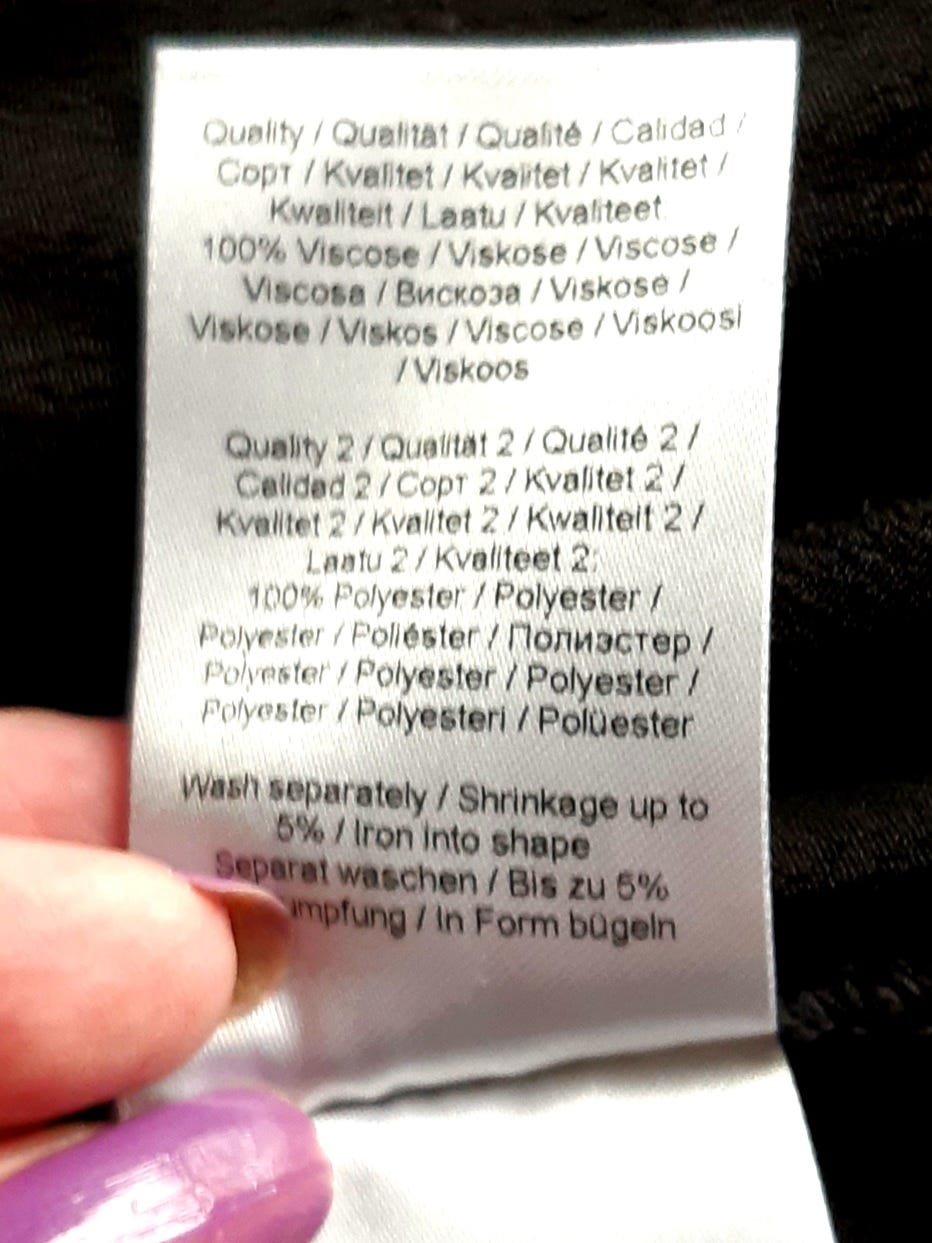 Quality / Qualität / Qualité / Calidad /
Сорт / Kvalitet / Kvalitet / Kvalitet /
Kwaliteit / Laatu / Kvaliteet
100% Viscose / Viskose / Viscose /
Viscosa / Вискоза / Viskose /
Viskose / Viskos / Viscose / Viskoosi
/ Viskoos
Quality 2 / Qualität 2 / Qualité 2 /
Calidad 2 / Сорт 2 / Kvalitet 2 /
Kvalitet 2 / Kvalitet 2 / Kwaliteit 2 /
Laatu 2 / Kvaliteet 2:
100% Polyester / Polyester /
Polyester / Poliéster / Полиэстер /
Polyester / Polyester / Polyester /
Polyester / Polyesteri / Polüester
Wash separately / Shrinkage up to
5% / Iron into shape
Separat waschen / Bis zu 5%
umpfung / In Form bügeln